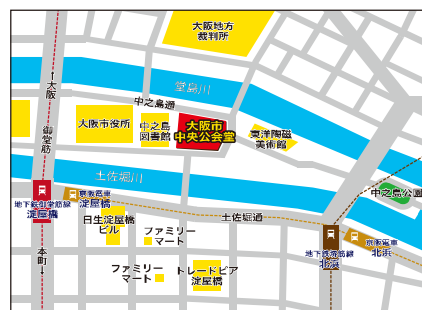 大阪地方
裁判所
↑大阪
堂島川
中之島通
大阪市役所
中之島
図書館
大阪市
中央公会堂
東洋陶磁
美術館
御堂筋
土佐堀川
中之島公園
地下鉄御堂筋線
淀屋橋
京阪電車
淀屋橋
土佐堀通
日生淀屋橋
ビル
ファミリー
マート
地下鉄堺筋線
北浜
京阪電車
北浜
本町↓
ファミリー
マート
トレードピア
淀屋橋